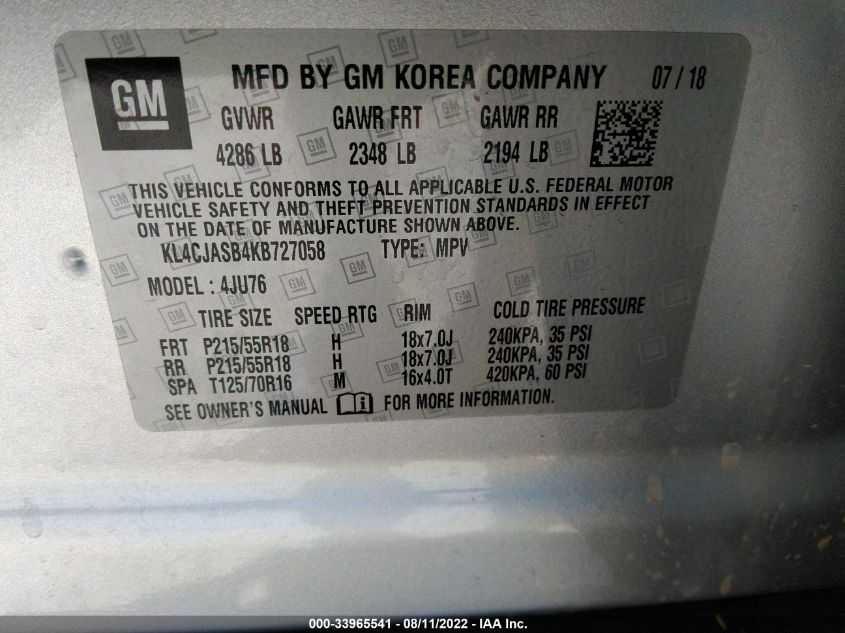 GM MFD BY GM KOREA COMPANY 07 / 18
GVWR GAWR FRT GAWR RR
4286 LB 2348 LB 2194 LB
THIS VEHICLE CONFORMS TO ALL APPLICABLE U.S. FEDERAL MOTOR
VEHICLE SAFETY AND THEFT PREVENTION STANDARDS IN EFFECT
ON THE DATE OF MANUFACTURE SHOWN ABOVE.
KL4CJASB4KB727058 TYPE: MPV
MODEL : 4JU76
TIRE SIZE SPEED RTG RIM COLD TIRE PRESSURE
FRT P215/55R18 H 18x7.0J 240KPA, 35 PSI
RR P215/55R18 H 18x7.0J 240KPA, 35 PSI
SPA T125/70R16 M 16x4.0T 420KPA, 60 PSI
SEE OWNER'S MANUAL i FOR MORE INFORMATION.
000-33965541 - 08/11/2022 - IAA Inc.